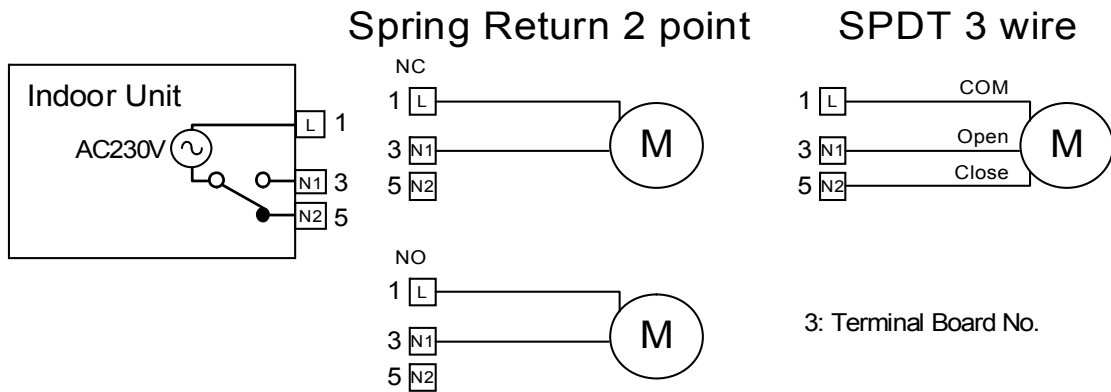 Spring Return 2 point
SPDT 3 wire
Indoor Unit
AC230V
L 1
N1 3
N2 5
NC
1 L
3 N1
5 N2
M
NO
1 L
3 N1
5 N2
M
1 L COM
3 N1 Open
5 N2 Close
M
3: Terminal Board No.